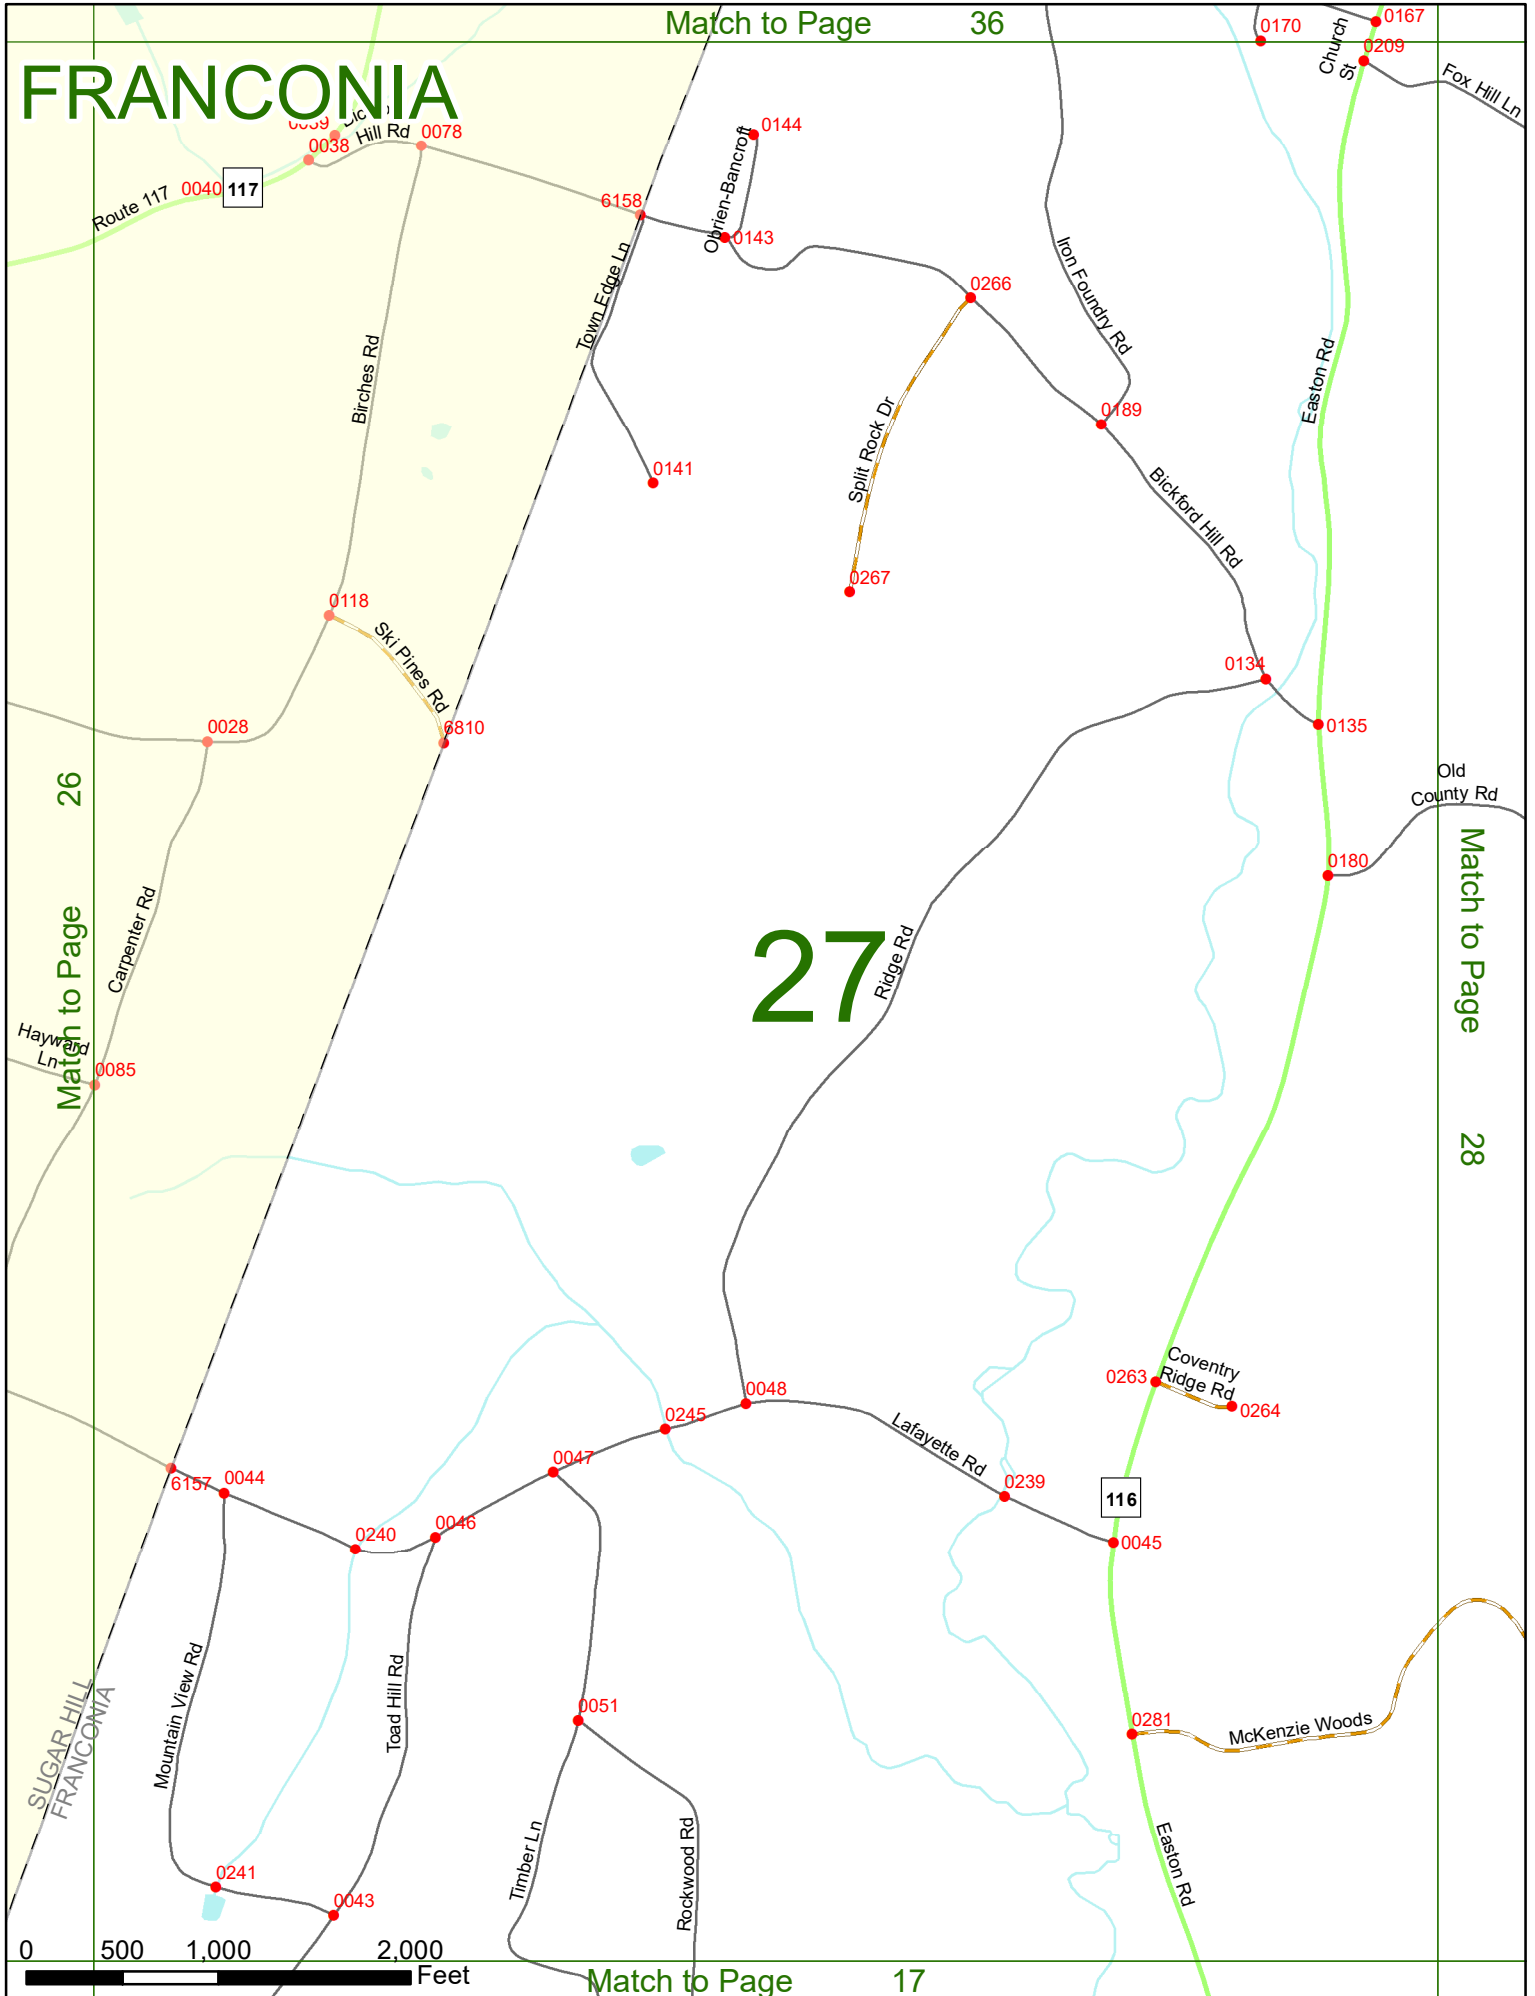 Match to Page 36
FRANCONIA
0170
0167
Church
St
0209
Fox Hill Ln
0038
Hill Rd
0078
0144
Route 117
0040
117
6158
Obrien-Bancroft
0143
Town Edge Ln
0266
Iron Foundry Rd
Birches Rd
Easton Rd
Split Rock Dr
0189
0141
Bickford Hill Rd
0267
0118
Ski Pines Rd
0134
0028
6810
0135
Match to Page 26
Old
County Rd
Match to Page 28
0180
Carpenter Rd
27
Ridge Rd
Hayward
Ln
0085
Coventry
Ridge Rd
0263
0264
0048
0245
Lafayette Rd
0047
0239
116
6157
0044
0240
0046
0045
Mountain View Rd
Toad Hill Rd
SUGAR HILL
FRANCONIA
0051
0281
McKenzie Woods
Timber Ln
Rockwood Rd
Easton Rd
0241
0043
0 500 1,000 2,000
Feet
Match to Page 17